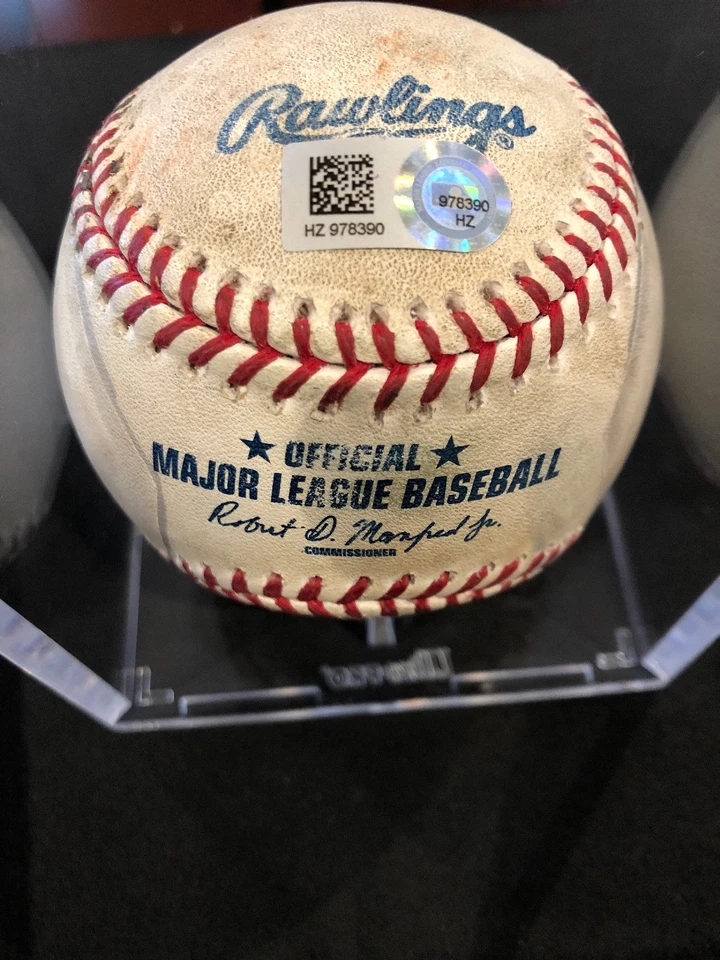 Rawlings®
HZ 978390
978390
HZ
★ OFFICIAL ★
MAJOR LEAGUE BASEBALL
Robert D. Manfred Jr.
COMMISSIONER